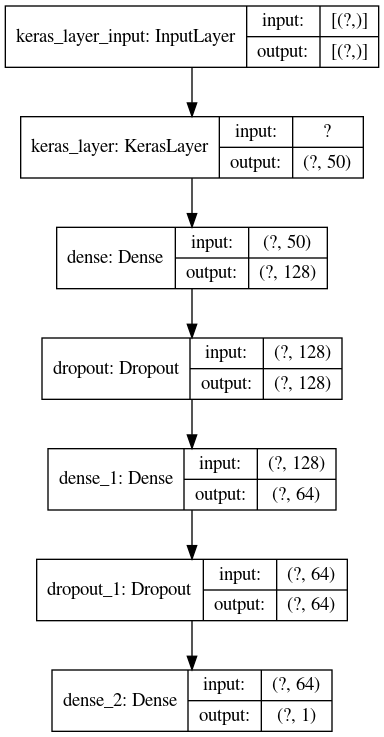 keras_layer_input: InputLayer
input: [(?,)]
output: [(?,)]
keras_layer: KerasLayer
input: ?
output: (?, 50)
dense: Dense
input: (?, 50)
output: (?, 128)
dropout: Dropout
input: (?, 128)
output: (?, 128)
dense_1: Dense
input: (?, 128)
output: (?, 64)
dropout_1: Dropout
input: (?, 64)
output: (?, 64)
dense_2: Dense
input: (?, 64)
output: (?, 1)